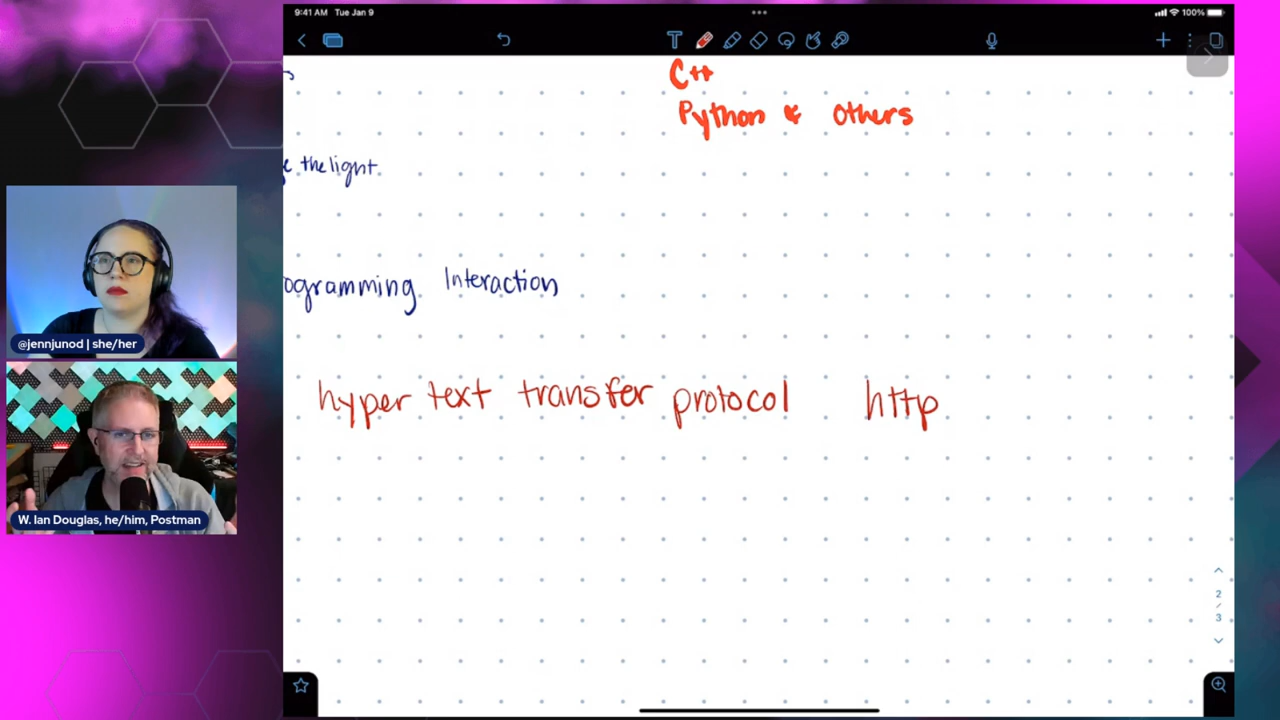 9:41 AM Tue Jan 9
100%
C++
Python & Others
the light
ogramming Interaction
hyper text transfer protocol http
@jennjunod | she/her
W. Ian Douglas, he/him, Postman
2
/
3